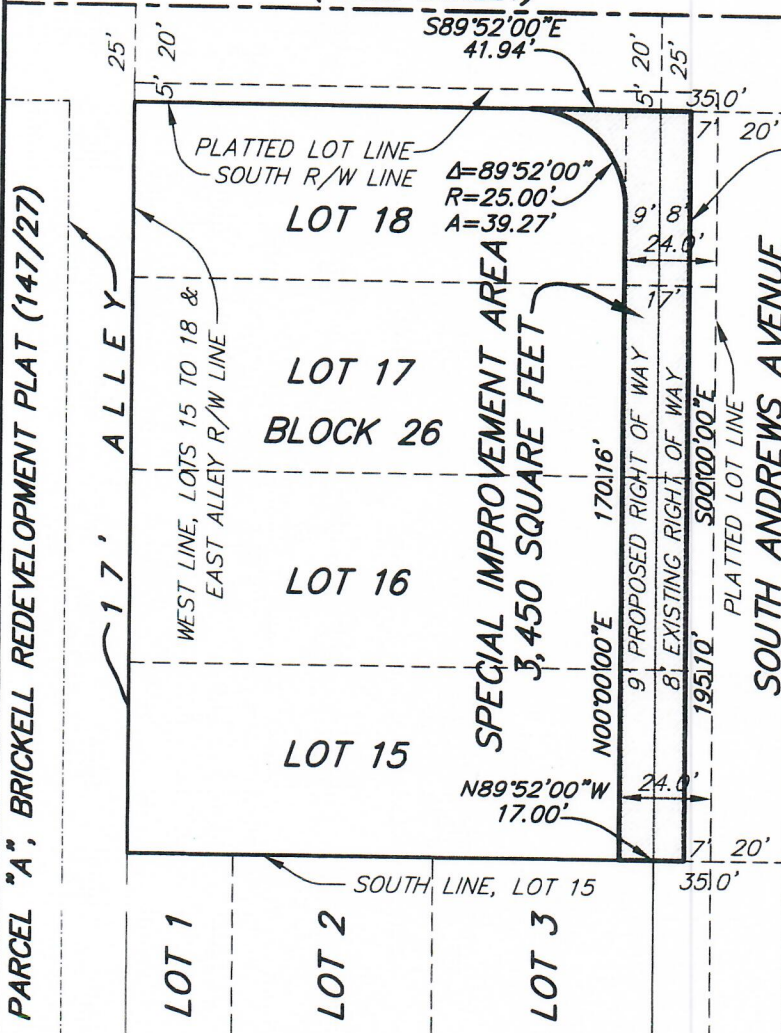 S89°52'00"E
41.94'
25'
20'
5'
5'
20'
25'
35.0'
7'
20'
PLATTED LOT LINE
SOUTH R/W LINE
Δ=89°52'00"
R=25.00'
A=39.27'
LOT 18
9'
8'
24.0'
17'
LOT 17
BLOCK 26
LOT 16
LOT 15
17' ALLEY
WEST LINE, LOTS 15 TO 18 &
EAST ALLEY R/W LINE
PARCEL "A", BRICKELL REDEVELOPMENT PLAT (147/27)
SPECIAL IMPROVEMENT AREA
3,450 SQUARE FEET
N00°00'00"E
170.16'
9' PROPOSED RIGHT OF WAY
8' EXISTING RIGHT OF WAY
195.10'
S00°00'00"E
PLATTED LOT LINE
SOUTH ANDREWS AVENUE
N89°52'00"W
17.00'
24.0'
7'
20'
35.0'
SOUTH LINE, LOT 15
LOT 1
LOT 2
LOT 3